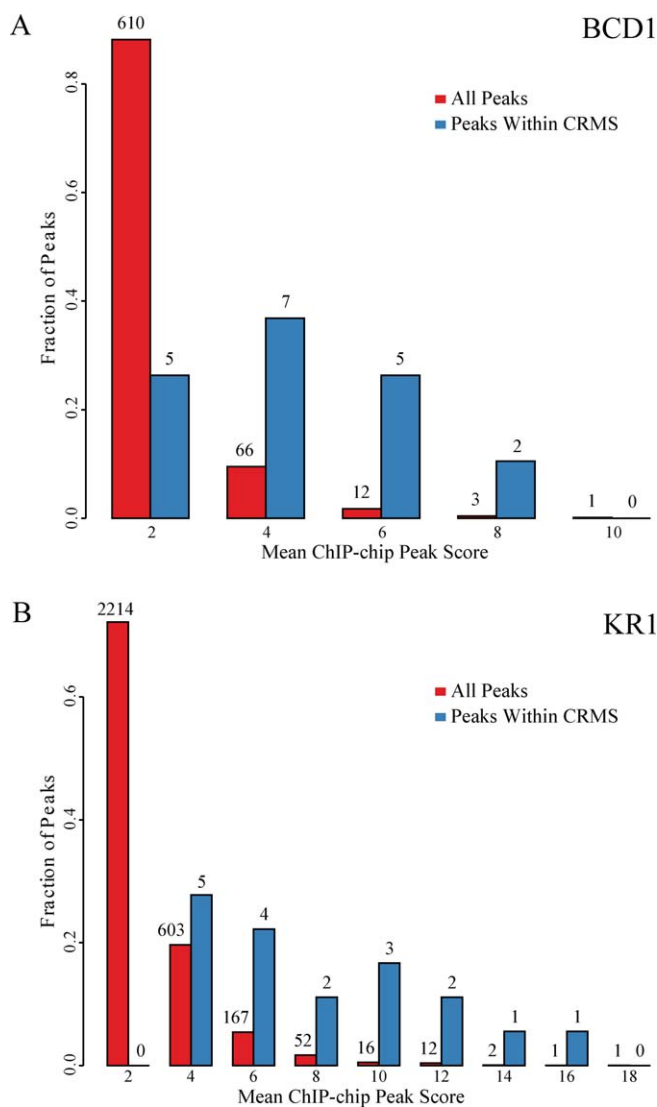 A
BCD1
610
All Peaks
Peaks Within CRMS
7
5
5
66
2
12
3
1 0
0.0 0.2 0.4 0.6 0.8
Fraction of Peaks
2 4 6 8 10
Mean ChIP-chip Peak Score
B
KR1
2214
All Peaks
Peaks Within CRMS
5
603
4
3
2
2
167
1
1
52
16
12
0
2
1
1 0
0.0 0.2 0.4 0.6
Fraction of Peaks
2 4 6 8 10 12 14 16 18
Mean ChIP-chip Peak Score